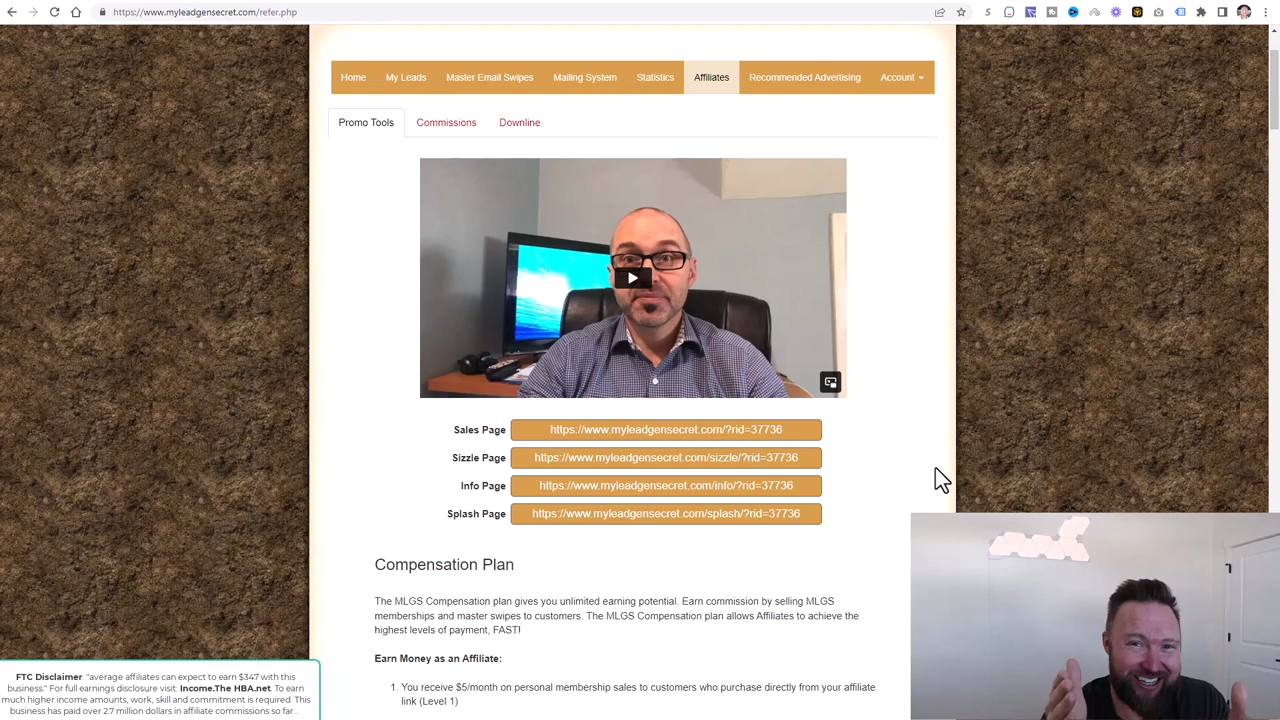 https://www.myleadgensecret.com/refer.php
Home My Leads Master Email Swipes Mailing System Statistics Affiliates Recommended Advertising Account
Promo Tools Commissions Downline
Sales Page https://www.myleadgensecret.com/?rid=37736
Sizzle Page https://www.myleadgensecret.com/sizzle/?rid=37736
Info Page https://www.myleadgensecret.com/info/?rid=37736
Splash Page https://www.myleadgensecret.com/splash/?rid=37736
Compensation Plan
The MLGS Compensation plan gives you unlimited earning potential. Earn commission by selling MLGS
memberships and master swipes to customers. The MLGS Compensation plan allows Affiliates to achieve the
highest levels of payment, FAST!
Earn Money as an Affiliate:
1. You receive $5/month on personal membership sales to customers who purchase directly from your affiliate
link (Level 1)
FTC Disclaimer. "average affiliates can expect to earn $347 with this
business." For full earnings disclosure visit: Income.The HBA.net. To earn
much higher income amounts, work, skill and commitment is required. This
business has paid over 2.7 million dollars in affiliate commissions so far...